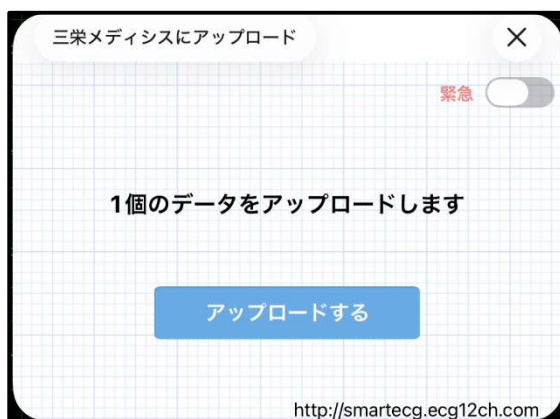 三栄メディシスにアップロード
緊急
1個のデータをアップロードします
アップロードする
http://smartecg.ecg12ch.com